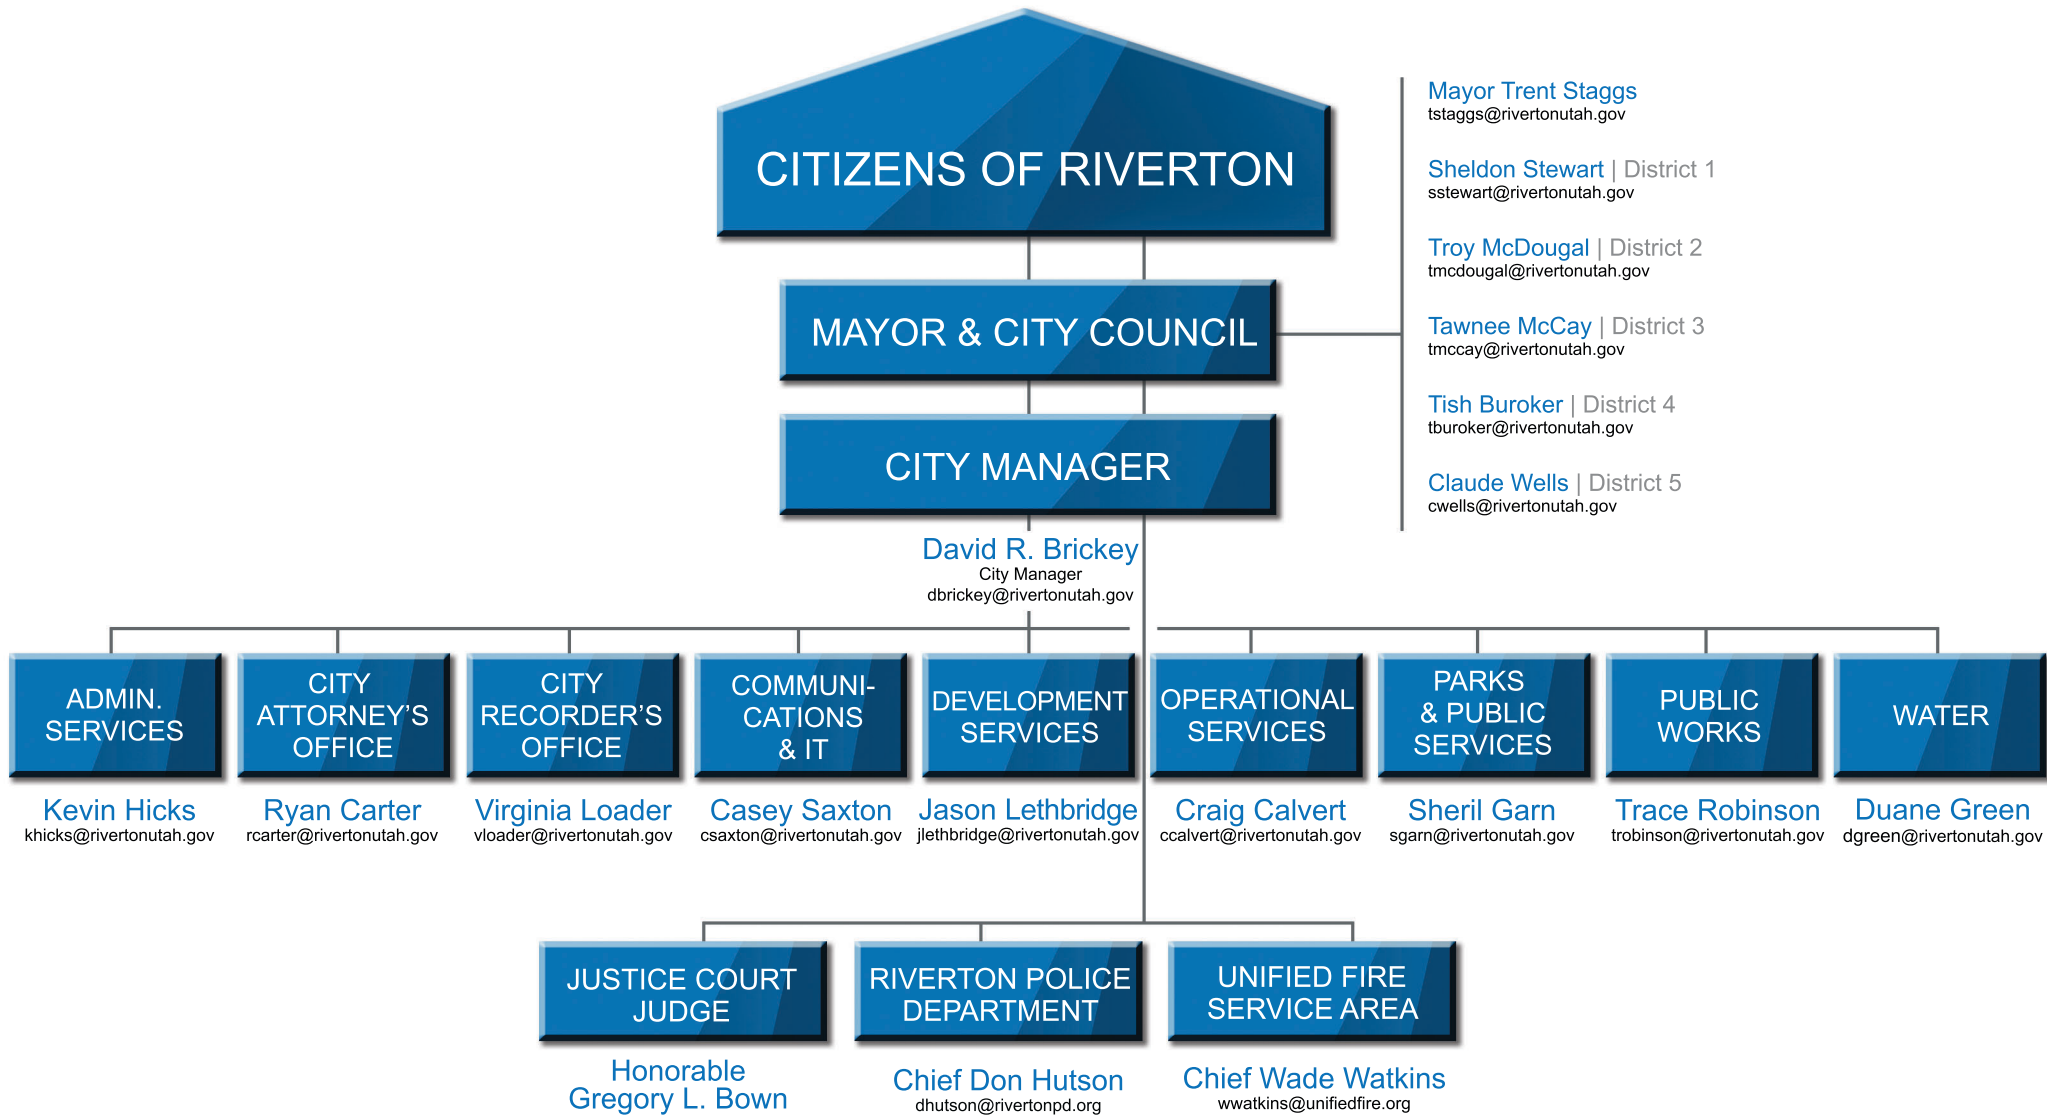 CITIZENS OF RIVERTON
MAYOR & CITY COUNCIL
CITY MANAGER
Mayor Trent Staggs
tstaggs@rivertonutah.gov
Sheldon Stewart | District 1
sstewart@rivertonutah.gov
Troy McDougal | District 2
tmcdougal@rivertonutah.gov
Tawnee McCay | District 3
tmccay@rivertonutah.gov
Tish Buroker | District 4
tburoker@rivertonutah.gov
Claude Wells | District 5
cwells@rivertonutah.gov
David R. Brickey
City Manager
dbrickey@rivertonutah.gov
ADMIN.
SERVICES
Kevin Hicks
khicks@rivertonutah.gov
CITY
ATTORNEY'S
OFFICE
Ryan Carter
rcarter@rivertonutah.gov
CITY
RECORDER'S
OFFICE
Virginia Loader
vloader@rivertonutah.gov
COMMUNI-
CATIONS
& IT
Casey Saxton
csaxton@rivertonutah.gov
DEVELOPMENT
SERVICES
Jason Lethbridge
jlethbridge@rivertonutah.gov
OPERATIONAL
SERVICES
Craig Calvert
ccalvert@rivertonutah.gov
PARKS
& PUBLIC
SERVICES
Sheril Garn
sgarn@rivertonutah.gov
PUBLIC
WORKS
Trace Robinson
trobinson@rivertonutah.gov
WATER
Duane Green
dgreen@rivertonutah.gov
JUSTICE COURT
JUDGE
Honorable
Gregory L. Bown
RIVERTON POLICE
DEPARTMENT
Chief Don Hutson
dhutson@rivertonpd.org
UNIFIED FIRE
SERVICE AREA
Chief Wade Watkins
wwatkins@unifiedfire.org